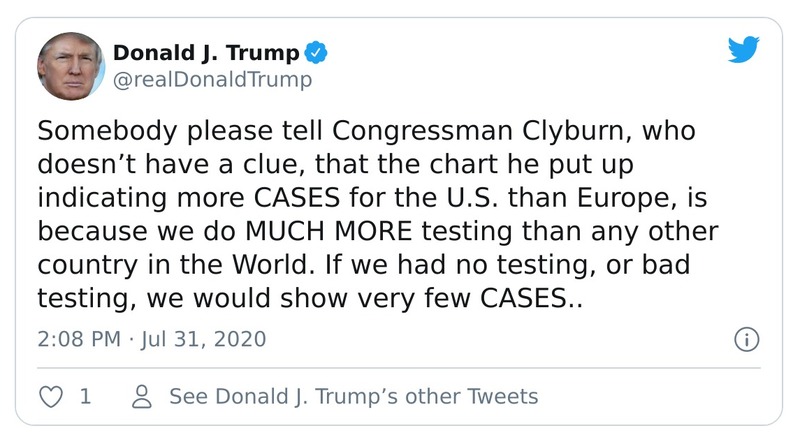 Donald J. Trump
@realDonaldTrump
Somebody please tell Congressman Clyburn, who
doesn’t have a clue, that the chart he put up
indicating more CASES for the U.S. than Europe, is
because we do MUCH MORE testing than any other
country in the World. If we had no testing, or bad
testing, we would show very few CASES..
2:08 PM · Jul 31, 2020
1 See Donald J. Trump’s other Tweets